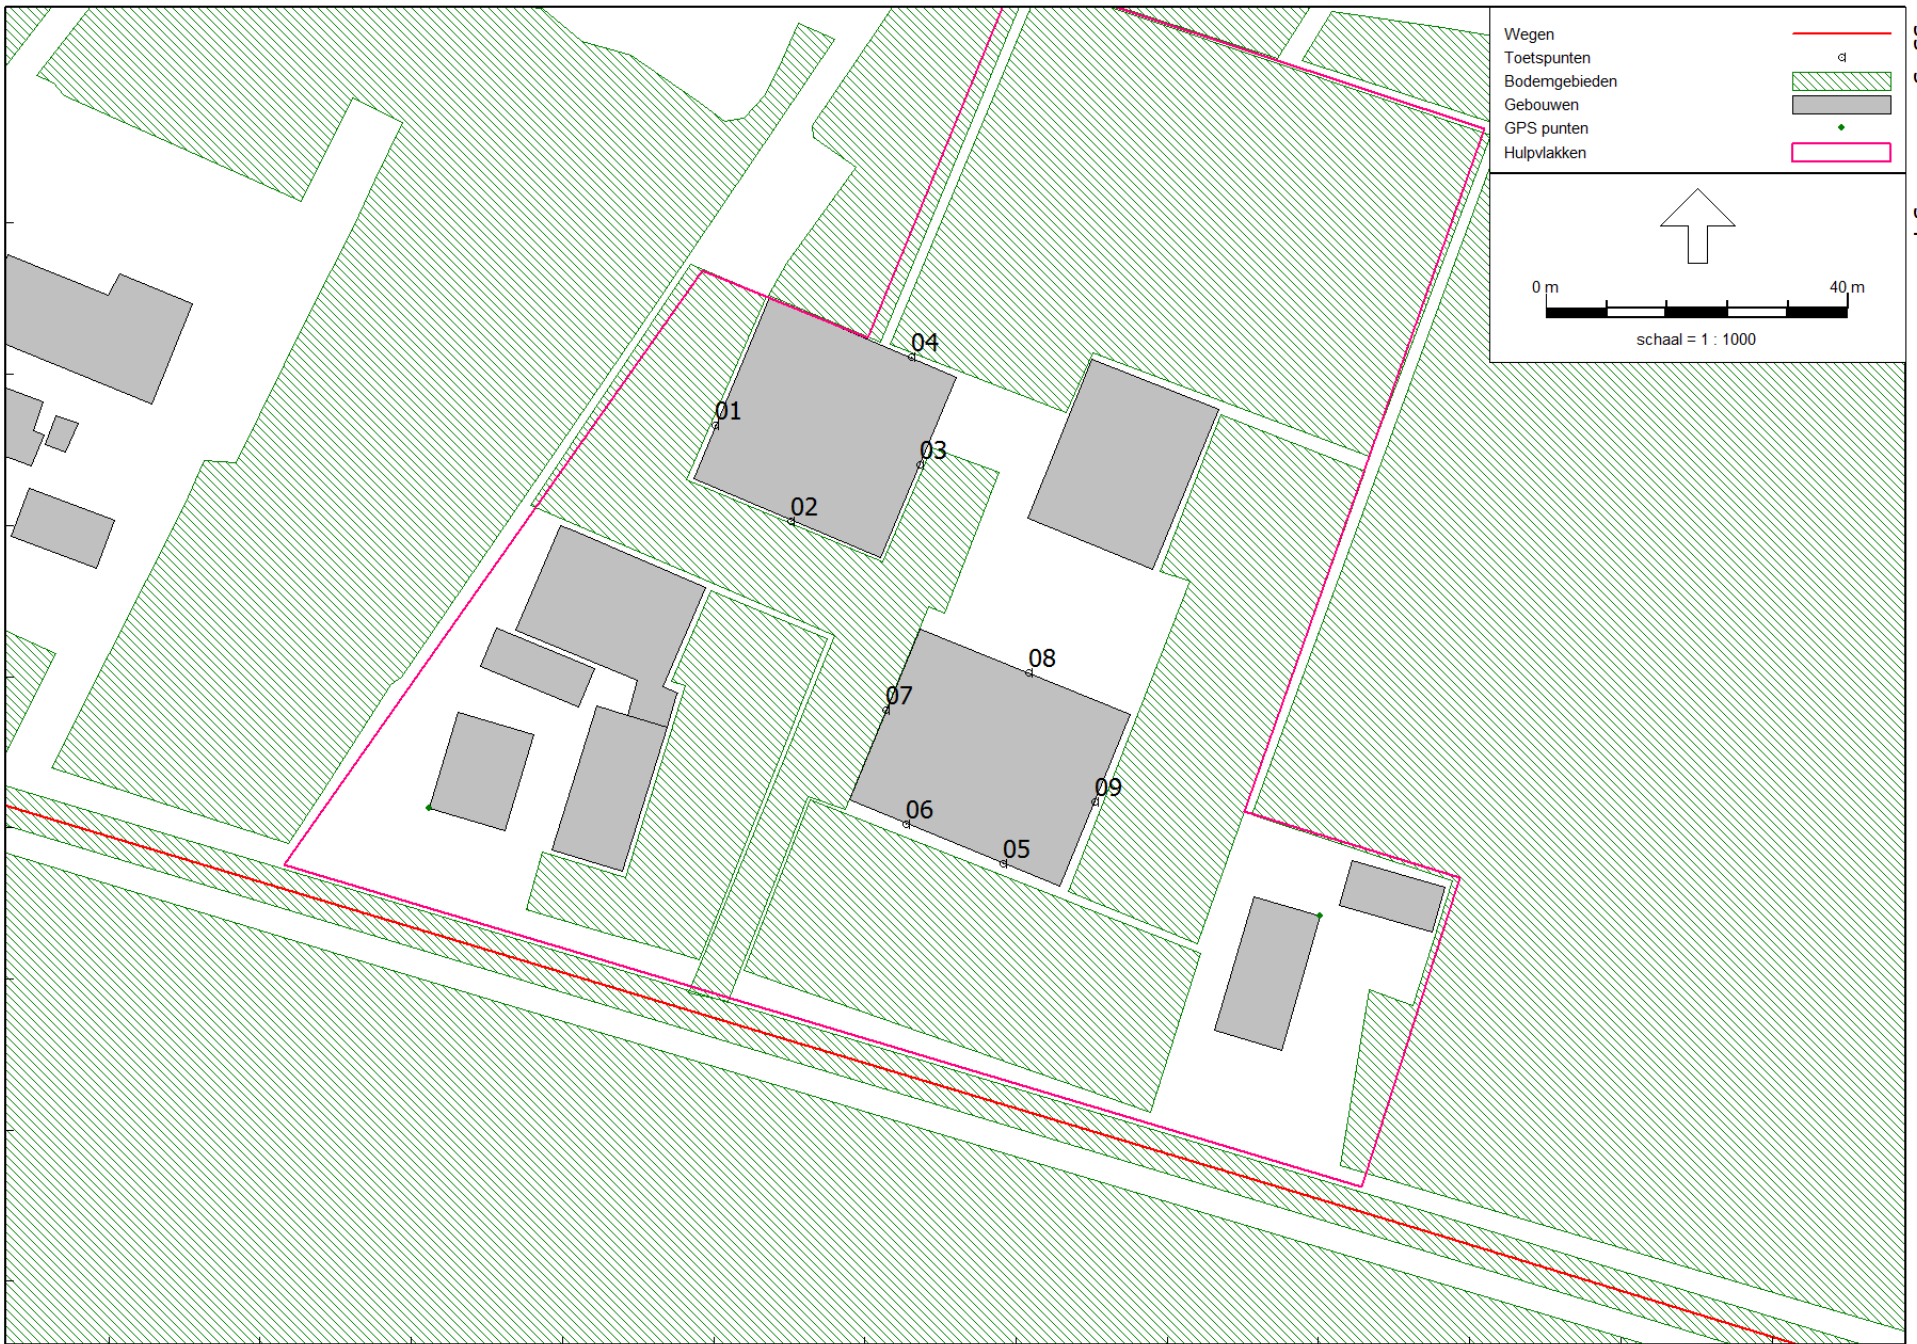 Wegen
Toetspunten
Bodemgebieden
Gebouwen
GPS punten
Hulpvlakken
0 m 40 m
schaal = 1 : 1000
04
01
03
02
08
07
09
06
05